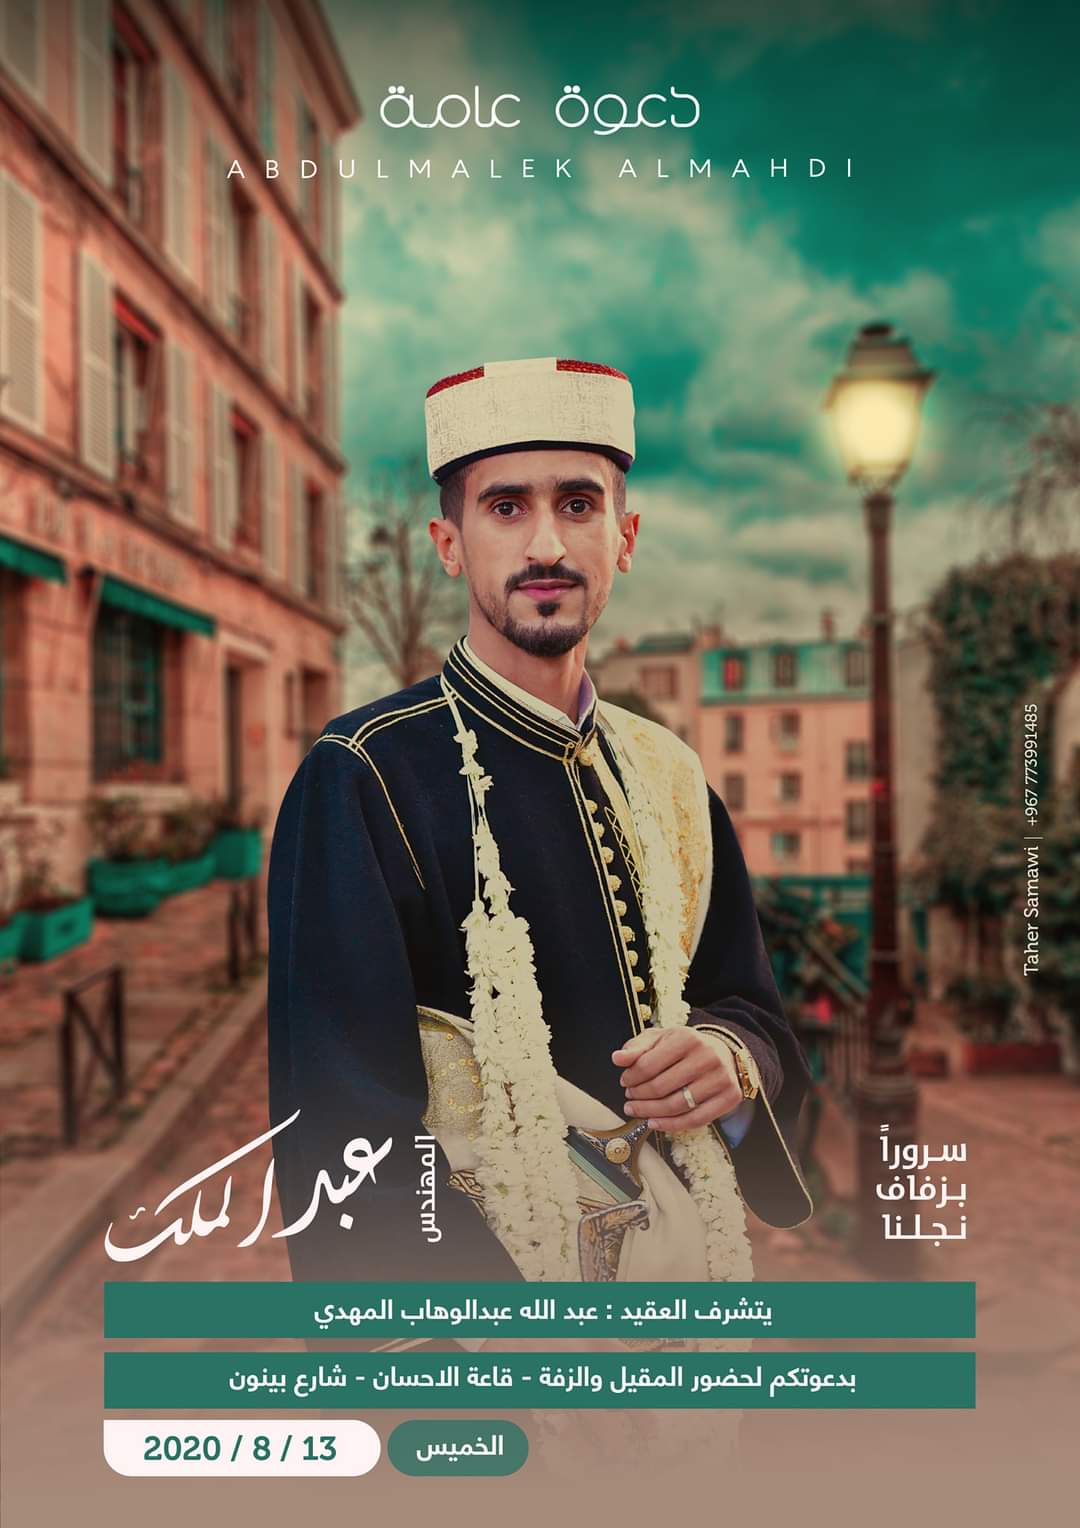 دعوة عامة
ABDULMALEK ALMAHDI
Taher Samawi | +967 773991485
سروراً
بزفاف
نجلنا
المهندس
عبدالملك
يتشرف العقيد : عبد الله عبدالوهاب المهدي
بدعوتكم لحضور المقيل والزفة - قاعة الاحسان - شارع بينون
الخميس
2020 / 8 / 13